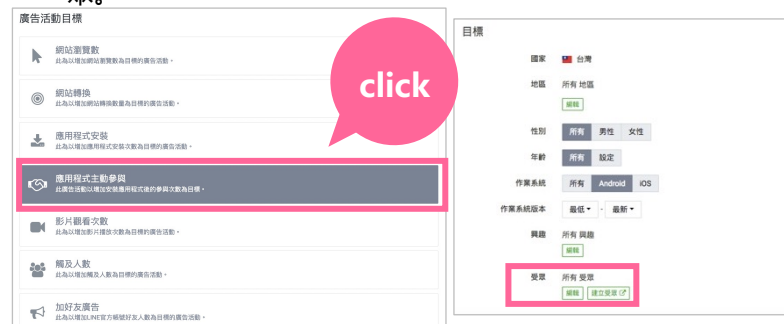 廣告活動目標
網站瀏覽數
此為以增加網站瀏覽數為目標的廣告活動。
網站轉換
此為以增加網站轉換數量為目標的廣告活動。
應用程式安裝
此為以增加應用程式安裝次數為目標的廣告活動。
應用程式主動參與
此廣告活動以增加安裝應用程式後的參與次數為目標。
影片觀看次數
此為以增加影片播放次數為目標的廣告活動。
觸及人數
此為以增加觸及人數為目標的廣告活動。
加好友廣告
此為以增加LINE官方帳號好友人數為目標的廣告活動。
click
目標
國家 台灣
地區 所有 地區
編輯
性別 所有 男性 女性
年齡 所有 設定
作業系統 所有 Android iOS
作業系統版本 最低 - 最新
興趣 所有 興趣
編輯
受眾 所有 受眾
編輯 建立受眾